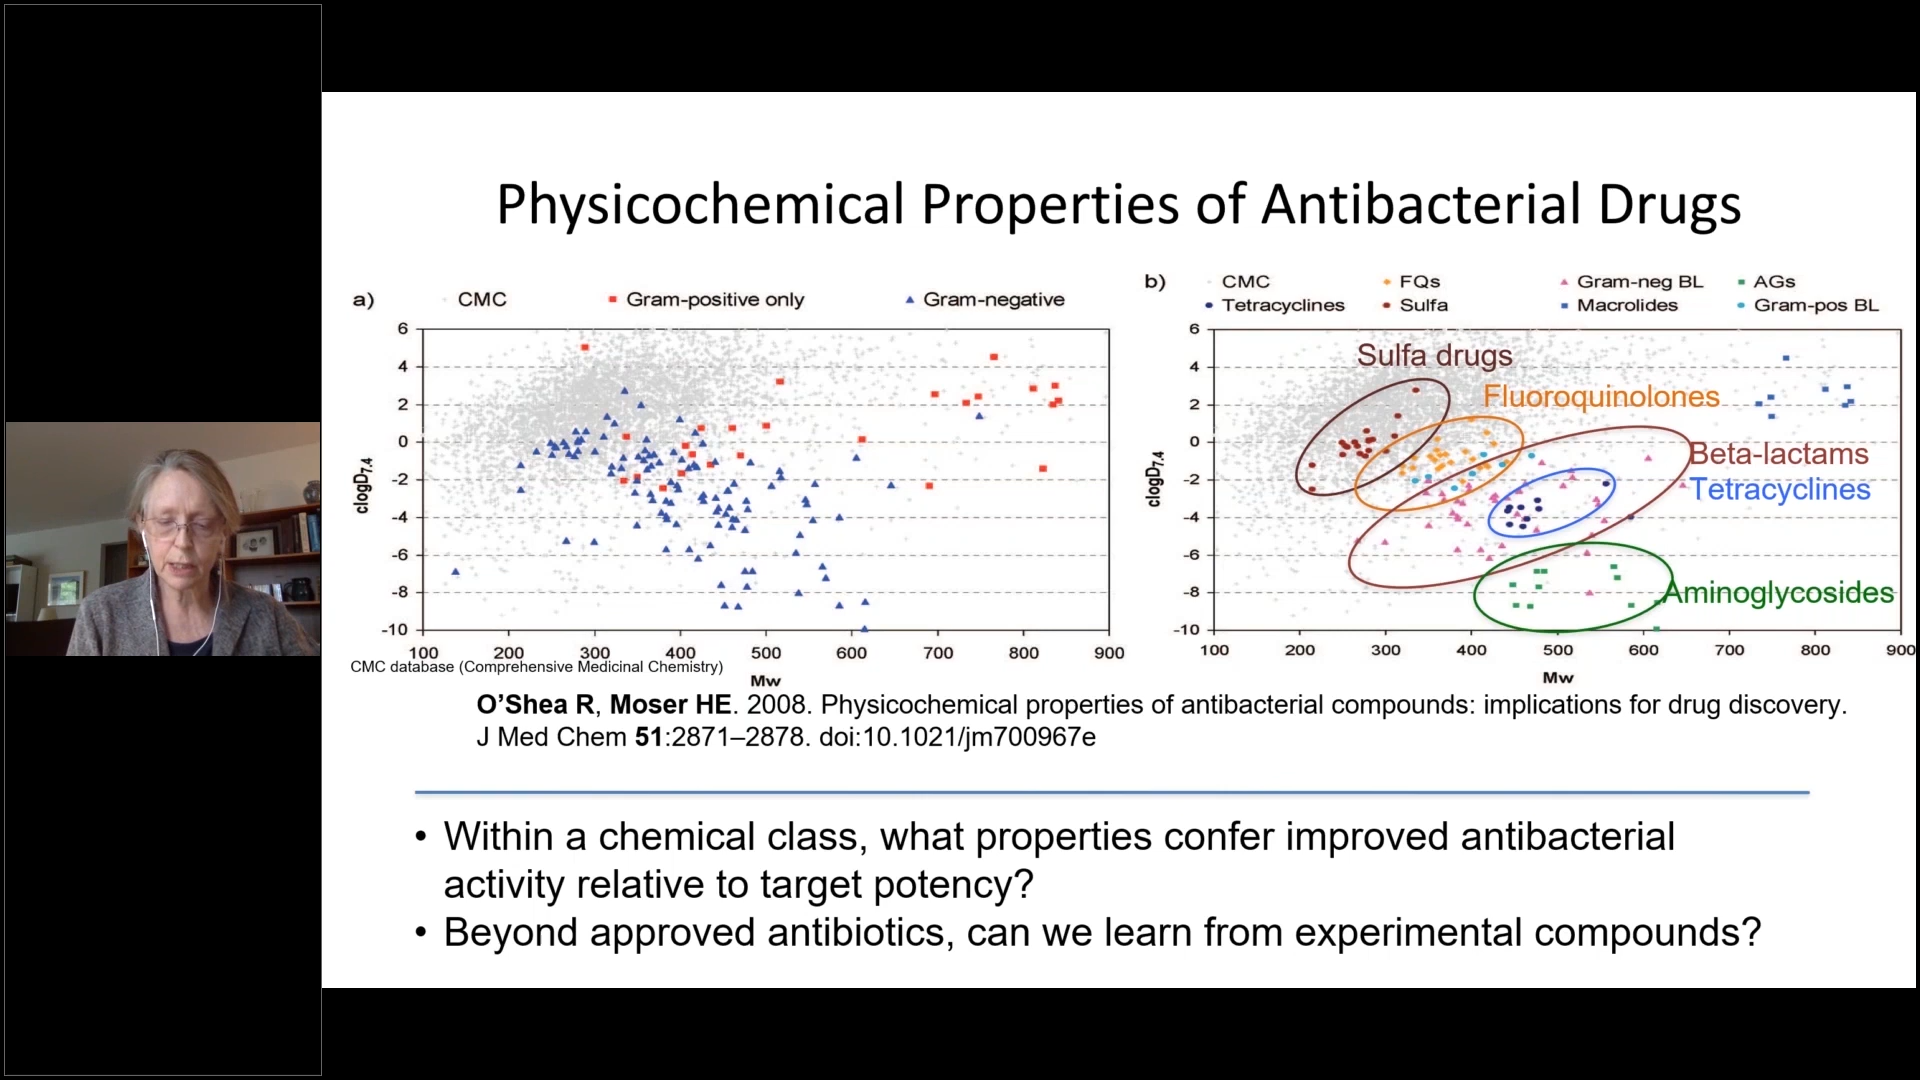 Physicochemical Properties of Antibacterial Drugs
a)
CMC
Gram-positive only
Gram-negative
6
4
2
0
-2
-4
-6
-8
-10
clogD7.4
100 200 300 400 500 600 700 800 900
CMC database (Comprehensive Medicinal Chemistry)
Mw
b)
CMC FQs Gram-neg BL AGs
Tetracyclines Sulfa Macrolides Gram-pos BL
6
4
2
0
-2
-4
-6
-8
-10
clogD7.4
Sulfa drugs
Fluoroquinolones
Beta-lactams
Tetracyclines
Aminoglycosides
100 200 300 400 500 600 700 800 900
Mw
O’Shea R, Moser HE. 2008. Physicochemical properties of antibacterial compounds: implications for drug discovery.
J Med Chem 51:2871–2878. doi:10.1021/jm700967e
• Within a chemical class, what properties confer improved antibacterial
activity relative to target potency?
• Beyond approved antibiotics, can we learn from experimental compounds?